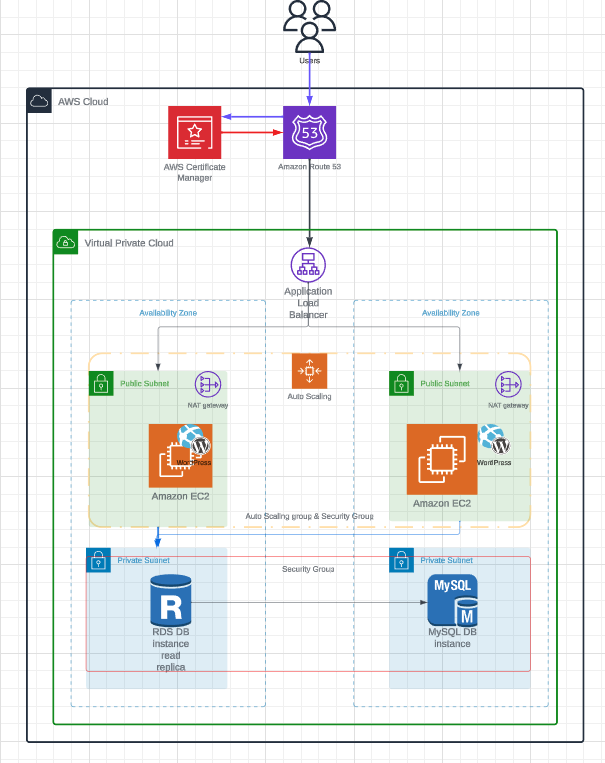 Users
AWS Cloud
53
AWS Certificate
Manager
Amazon Route 53
Virtual Private Cloud
Application
Load
Balancer
Availability Zone
Availability Zone
Public Subnet
NAT gateway
Auto Scaling
Public Subnet
NAT gateway
W
WordPress
Amazon EC2
W
WordPress
Amazon EC2
Auto Scaling group & Security Group
Private Subnet
Private Subnet
Security Group
R
RDS DB
instance
read
replica
MySQL
M
MySQL DB
instance